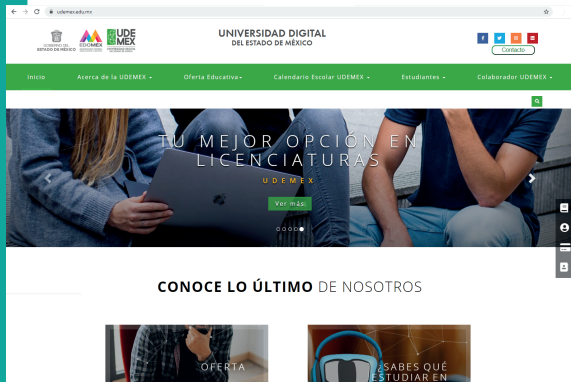 udemex.edu.mx
GOBIERNO DEL
ESTADO DE MÉXICO
EDOMEX
UDE
MEX
UNIVERSIDAD DIGITAL
DEL ESTADO DE MÉXICO
Contacto
Inicio
Acerca de la UDEMEX
Oferta Educativa
Calendario Escolar UDEMEX
Estudiantes
Colaborador UDEMEX
TU MEJOR OPCIÓN EN
LICENCIATURAS
UDEMEX
Ver más
CONOCE LO ÚLTIMO DE NOSOTROS
OFERTA
¿SABES QUÉ
ESTUDIAR EN